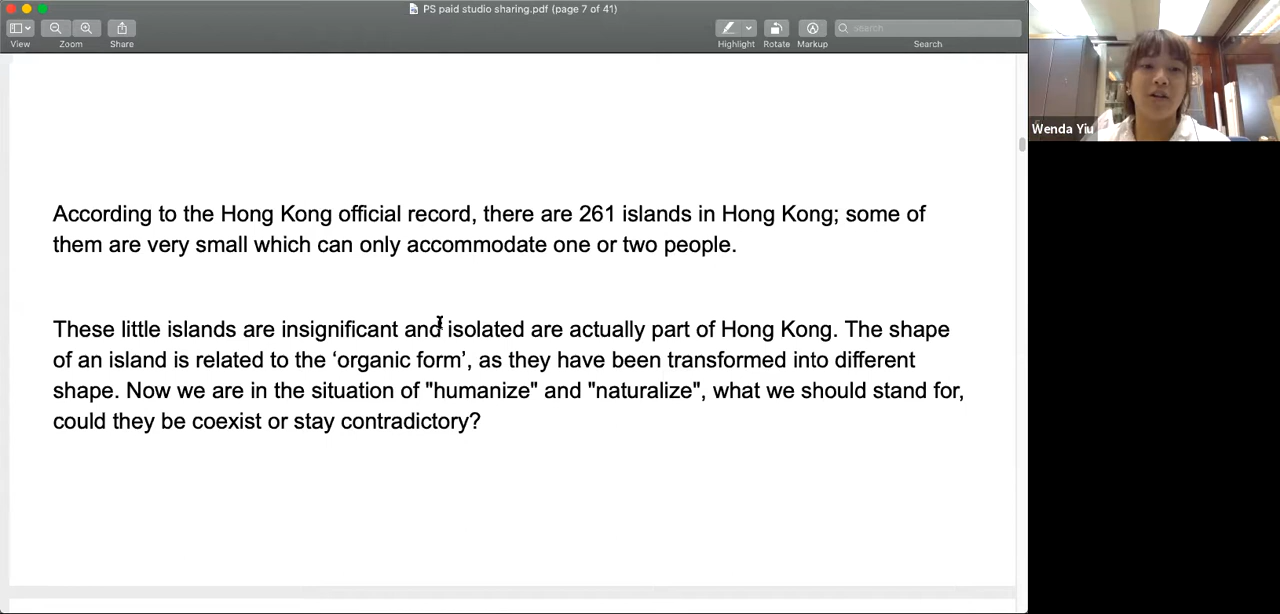 PS paid studio sharing.pdf (page 7 of 41)
View
Zoom
Share
Highlight
Rotate
Markup
Search
Search
According to the Hong Kong official record, there are 261 islands in Hong Kong; some of
them are very small which can only accommodate one or two people.
These little islands are insignificant and isolated are actually part of Hong Kong. The shape
of an island is related to the ‘organic form’, as they have been transformed into different
shape. Now we are in the situation of "humanize" and "naturalize", what we should stand for,
could they be coexist or stay contradictory?
Wenda Yiu